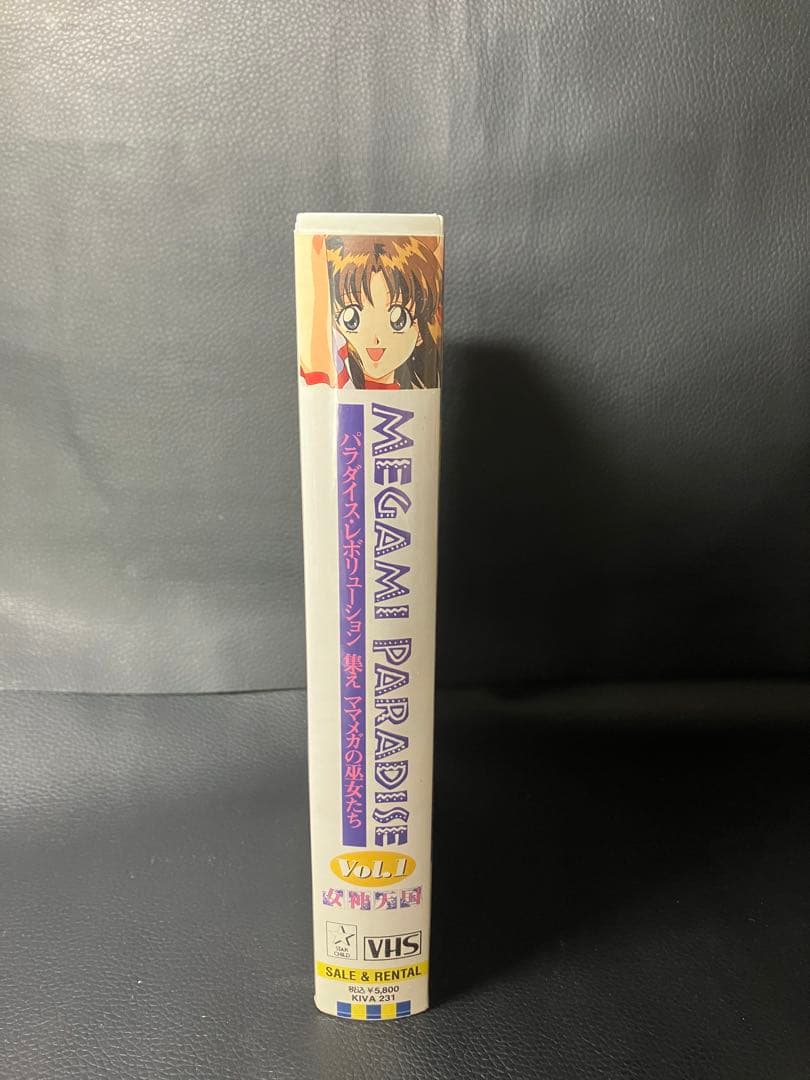 MEGAMI PARADISE
パラダイス・レボリューション 集え ママメガの巫女たち
Vol.1
女神天国
STAR
CHILD
VHS
SALE & RENTAL
税込¥5,800
KIVA 231